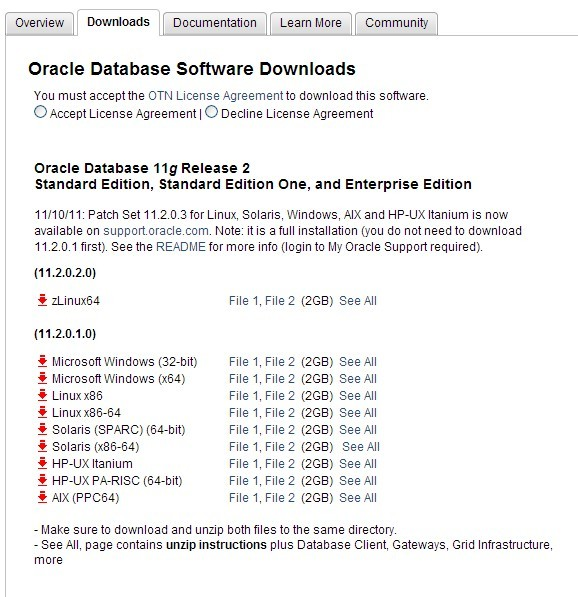 Overview Downloads Documentation Learn More Community
Oracle Database Software Downloads
You must accept the OTN License Agreement to download this software.
Accept License Agreement | Decline License Agreement
Oracle Database 11g Release 2
Standard Edition, Standard Edition One, and Enterprise Edition
11/10/11: Patch Set 11.2.0.3 for Linux, Solaris, Windows, AIX and HP-UX Itanium is now
available on support.oracle.com. Note: it is a full installation (you do not need to download
11.2.0.1 first). See the README for more info (login to My Oracle Support required).
(11.2.0.2.0)
zLinux64 File 1, File 2 (2GB) See All
(11.2.0.1.0)
Microsoft Windows (32-bit) File 1, File 2 (2GB) See All
Microsoft Windows (x64) File 1, File 2 (2GB) See All
Linux x86 File 1, File 2 (2GB) See All
Linux x86-64 File 1, File 2 (2GB) See All
Solaris (SPARC) (64-bit) File 1, File 2 (2GB) See All
Solaris (x86-64) File 1, File 2 (2GB) See All
HP-UX Itanium File 1, File 2 (2GB) See All
HP-UX PA-RISC (64-bit) File 1, File 2 (2GB) See All
AIX (PPC64) File 1, File 2 (2GB) See All
- Make sure to download and unzip both files to the same directory.
- See All, page contains unzip instructions plus Database Client, Gateways, Grid Infrastructure,
more